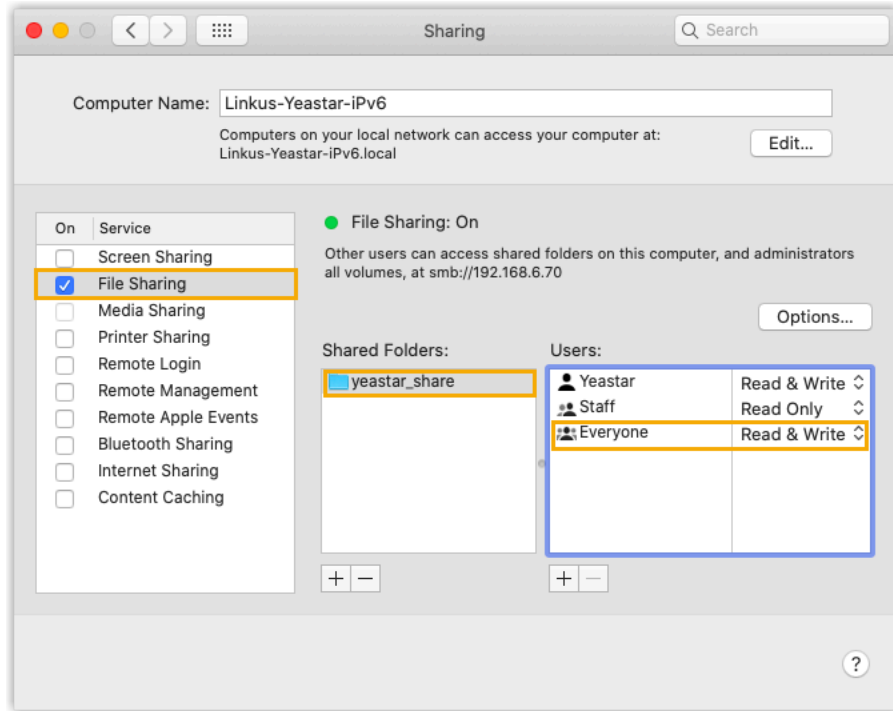 Sharing
Search
Computer Name: Linkus-Yeastar-iPv6
Computers on your local network can access your computer at:
Linkus-Yeastar-iPv6.local
Edit...
On Service
Screen Sharing
File Sharing
Media Sharing
Printer Sharing
Remote Login
Remote Management
Remote Apple Events
Bluetooth Sharing
Internet Sharing
Content Caching
File Sharing: On
Other users can access shared folders on this computer, and administrators
all volumes, at smb://192.168.6.70
Options...
Shared Folders:
yeastar_share
Users:
Yeastar Read & Write
Staff Read Only
Everyone Read & Write
+ −
+ −
?